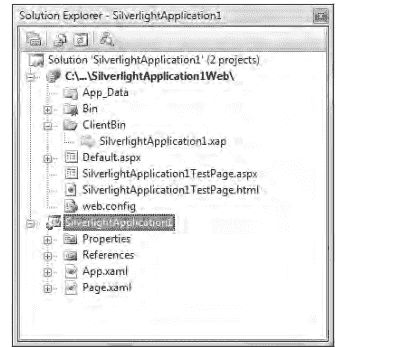 Solution Explorer - SilverlightApplication1
Solution 'SilverlightApplication1' (2 projects)
C:\...\SilverlightApplication1Web\
App_Data
Bin
ClientBin
SilverlightApplication1.xap
Default.aspx
SilverlightApplication1TestPage.aspx
SilverlightApplication1TestPage.html
web.config
SilverlightApplication1
Properties
References
App.xaml
Page.xaml